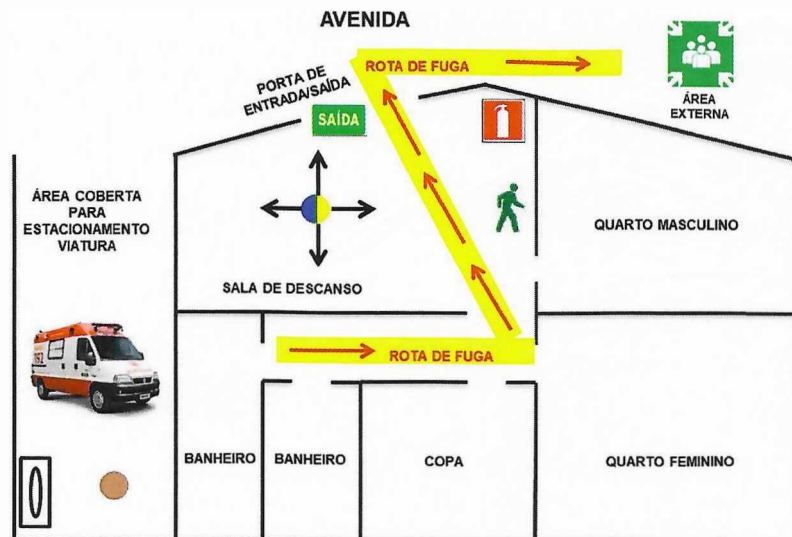 AVENIDA
ROTA DE FUGA
PORTA DE
ENTRADA/SAÍDA
SAÍDA
ÁREA
EXTERNA
ÁREA COBERTA
PARA
ESTACIONAMENTO
VIATURA
QUARTO MASCULINO
SALA DE DESCANSO
192
ROTA DE FUGA
BANHEIRO
BANHEIRO
COPA
QUARTO FEMININO